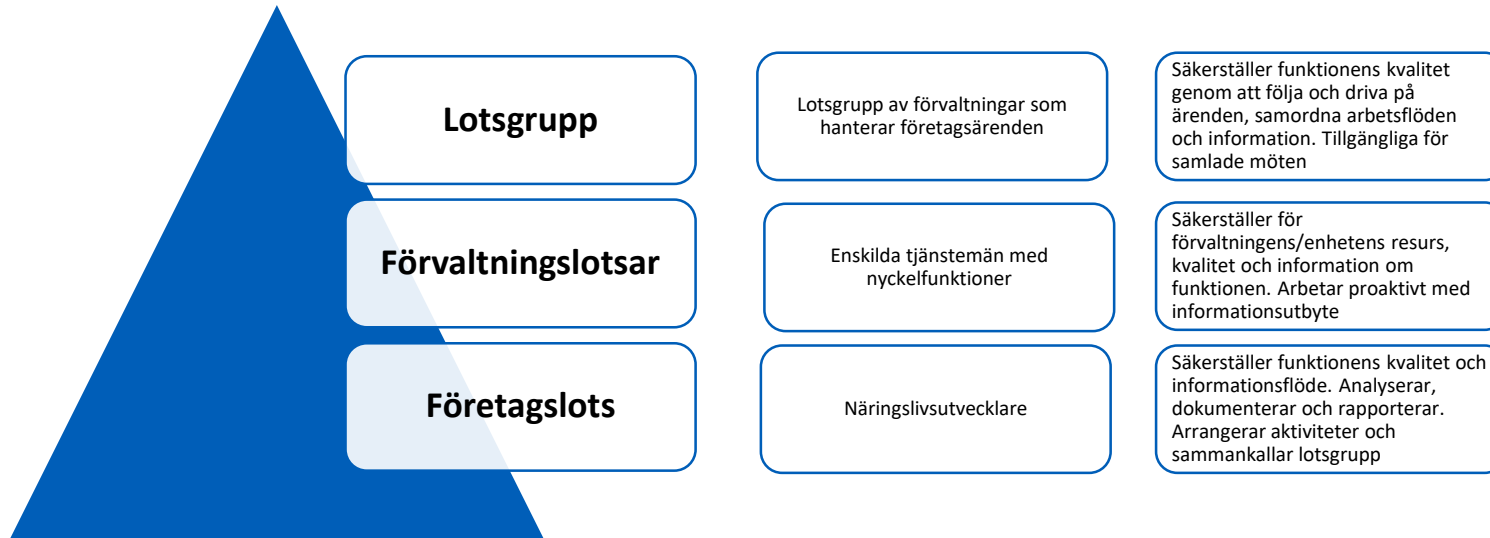 Lotsgrupp
Lotsgrupp av förvaltningar som
hanterar företagsärenden
Säkerställer funktionens kvalitet
genom att följa och driva på
ärenden, samordna arbetsflöden
och information. Tillgängliga för
samlade möten
Förvaltningslotsar
Enskilda tjänstemän med
nyckelfunktioner
Säkerställer för
förvaltningens/enhetens resurs,
kvalitet och information om
funktionen. Arbetar proaktivt med
informationsutbyte
Företagslots
Näringslivsutvecklare
Säkerställer funktionens kvalitet och
informationsflöde. Analyserar,
dokumenterar och rapporterar.
Arrangerar aktiviteter och
sammankallar lotsgrupp